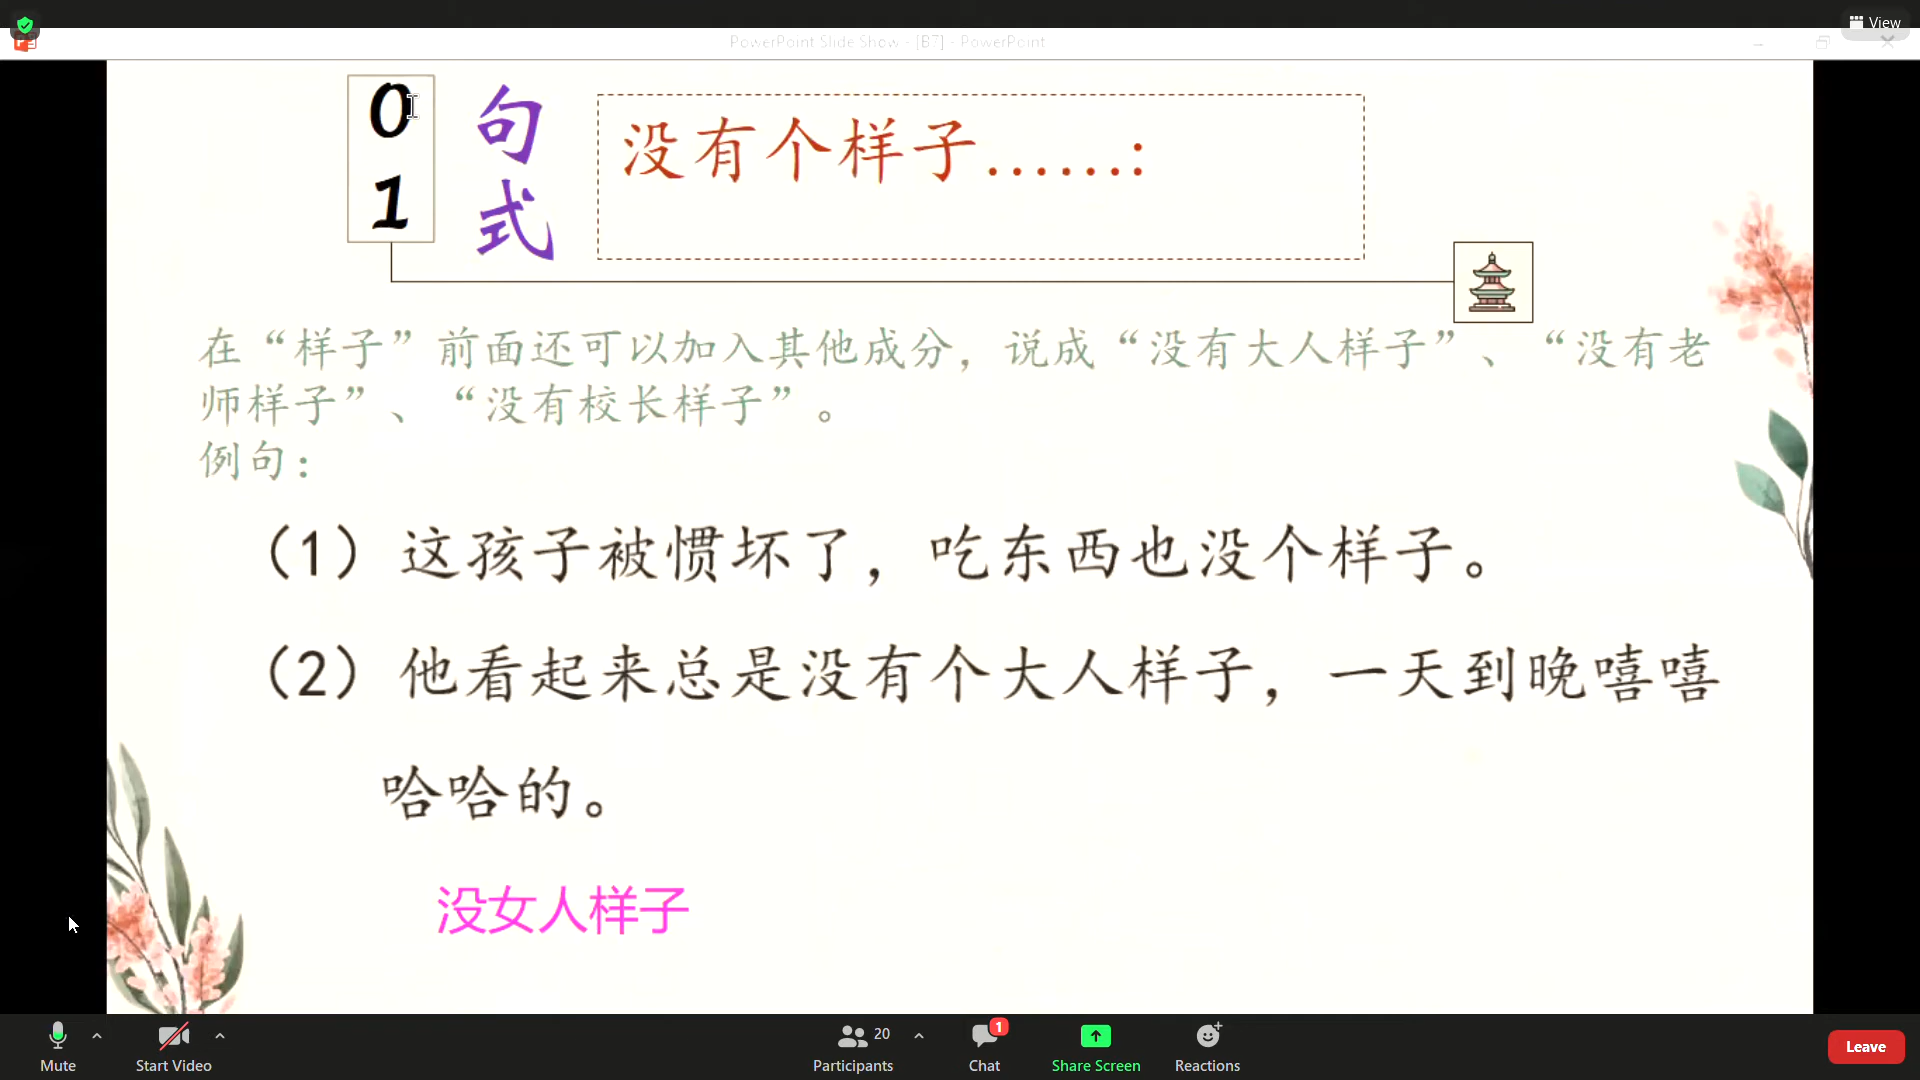 View
PowerPoint Slide Show - [B7] - PowerPoint
0
1
句
式
没有个样子……:
在“样子”前面还可以加入其他成分，说成“没有大人样子”、“没有老
师样子”、“没有校长样子”。
例句：
（1）这孩子被惯坏了，吃东西也没个样子。
（2）他看起来总是没有个大人样子，一天到晚嘻嘻
哈哈的。
没女人样子
Mute
Start Video
20
Participants
1
Chat
Share Screen
Reactions
Leave